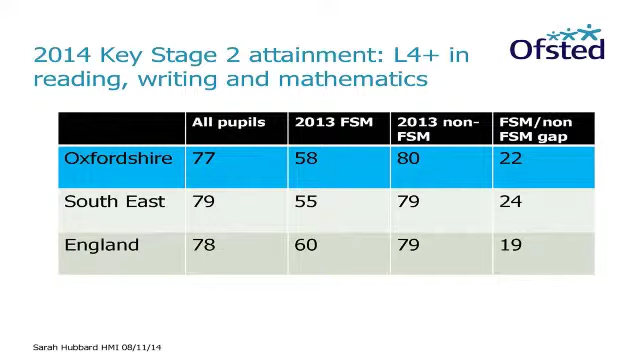 2014 Key Stage 2 attainment: L4+ in
reading, writing and mathematics
Ofsted
All pupils 2013 FSM 2013 non-FSM FSM/non FSM gap
Oxfordshire 77 58 80 22
South East 79 55 79 24
England 78 60 79 19
Sarah Hubbard HMI 08/11/14